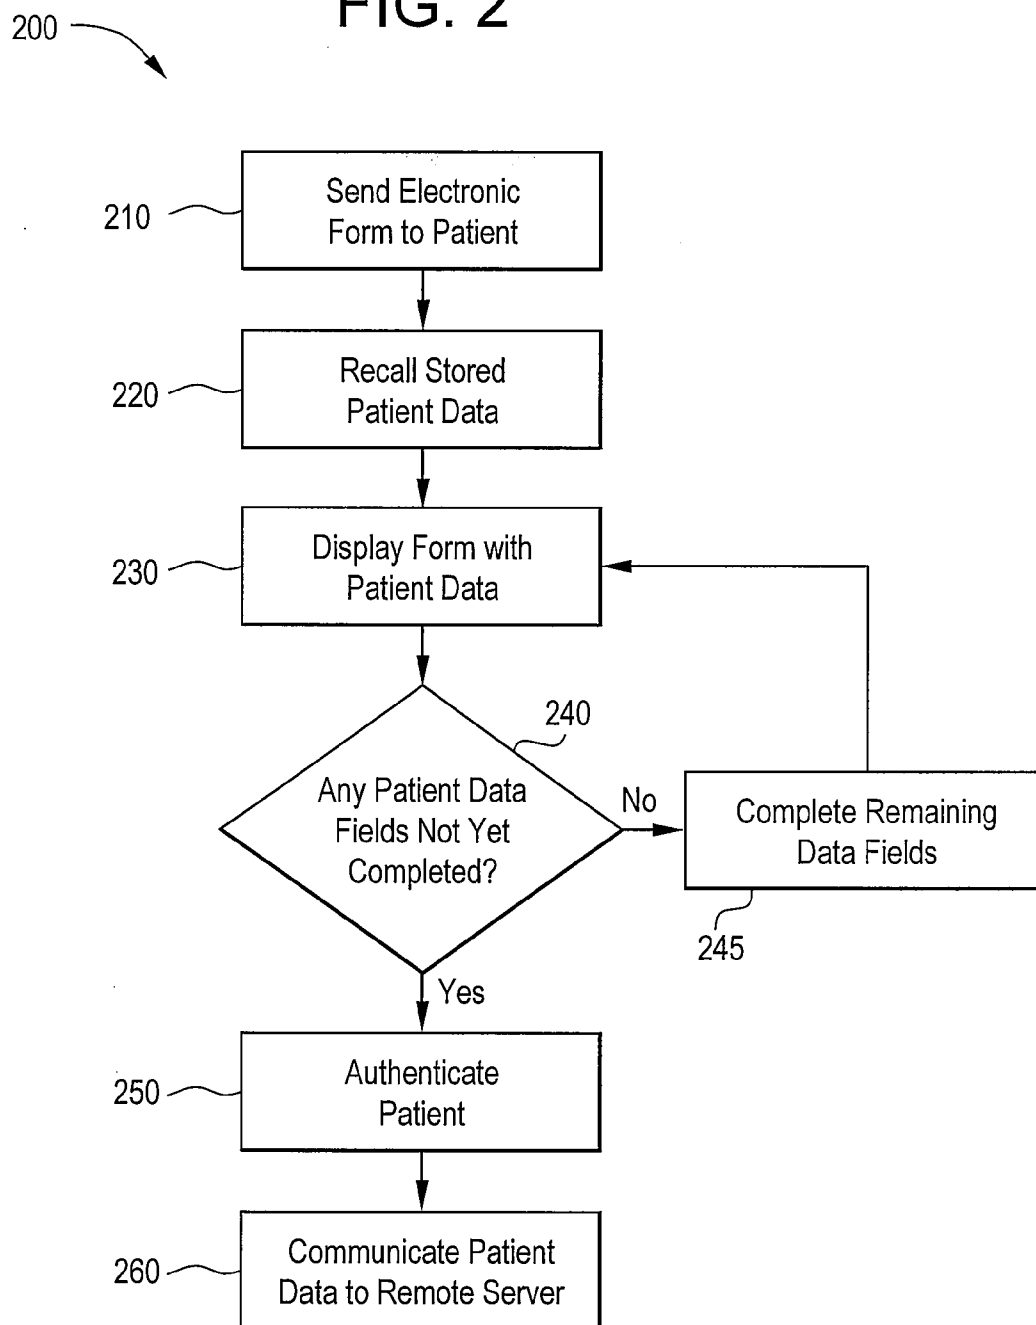 FIG. 2
200
Send Electronic
Form to Patient
210
Recall Stored
Patient Data
220
Display Form with
Patient Data
230
240
Any Patient Data
Fields Not Yet
Completed?
No
Complete Remaining
Data Fields
245
Yes
Authenticate
Patient
250
Communicate Patient
Data to Remote Server
260